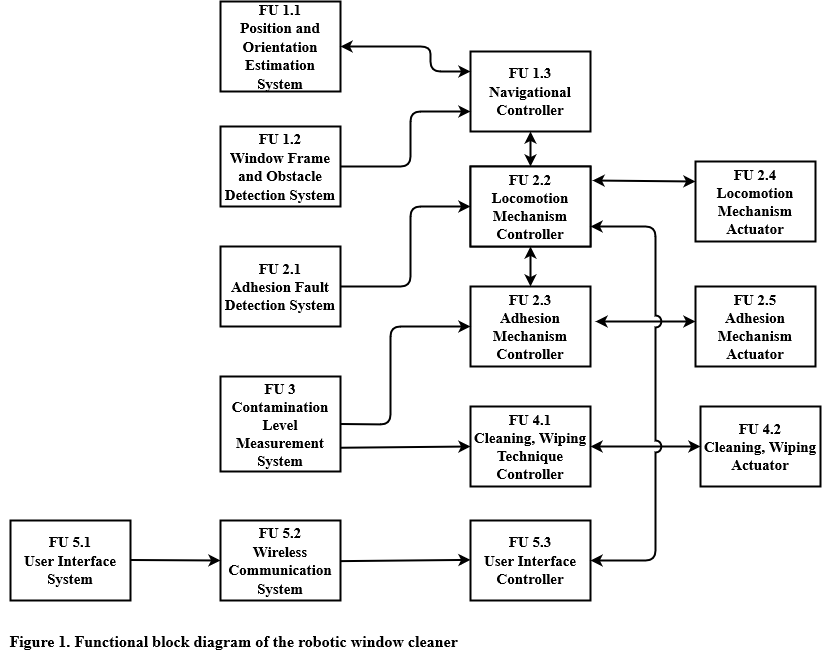 FU 1.1
Position and
Orientation
Estimation
System
FU 1.3
Navigational
Controller
FU 1.2
Window Frame
and Obstacle
Detection System
FU 2.2
Locomotion
Mechanism
Controller
FU 2.4
Locomotion
Mechanism
Actuator
FU 2.1
Adhesion Fault
Detection System
FU 2.3
Adhesion
Mechanism
Controller
FU 2.5
Adhesion
Mechanism
Actuator
FU 3
Contamination
Level
Measurement
System
FU 4.1
Cleaning, Wiping
Technique
Controller
FU 4.2
Cleaning, Wiping
Actuator
FU 5.1
User Interface
System
FU 5.2
Wireless
Communication
System
FU 5.3
User Interface
Controller
Figure 1. Functional block diagram of the robotic window cleaner